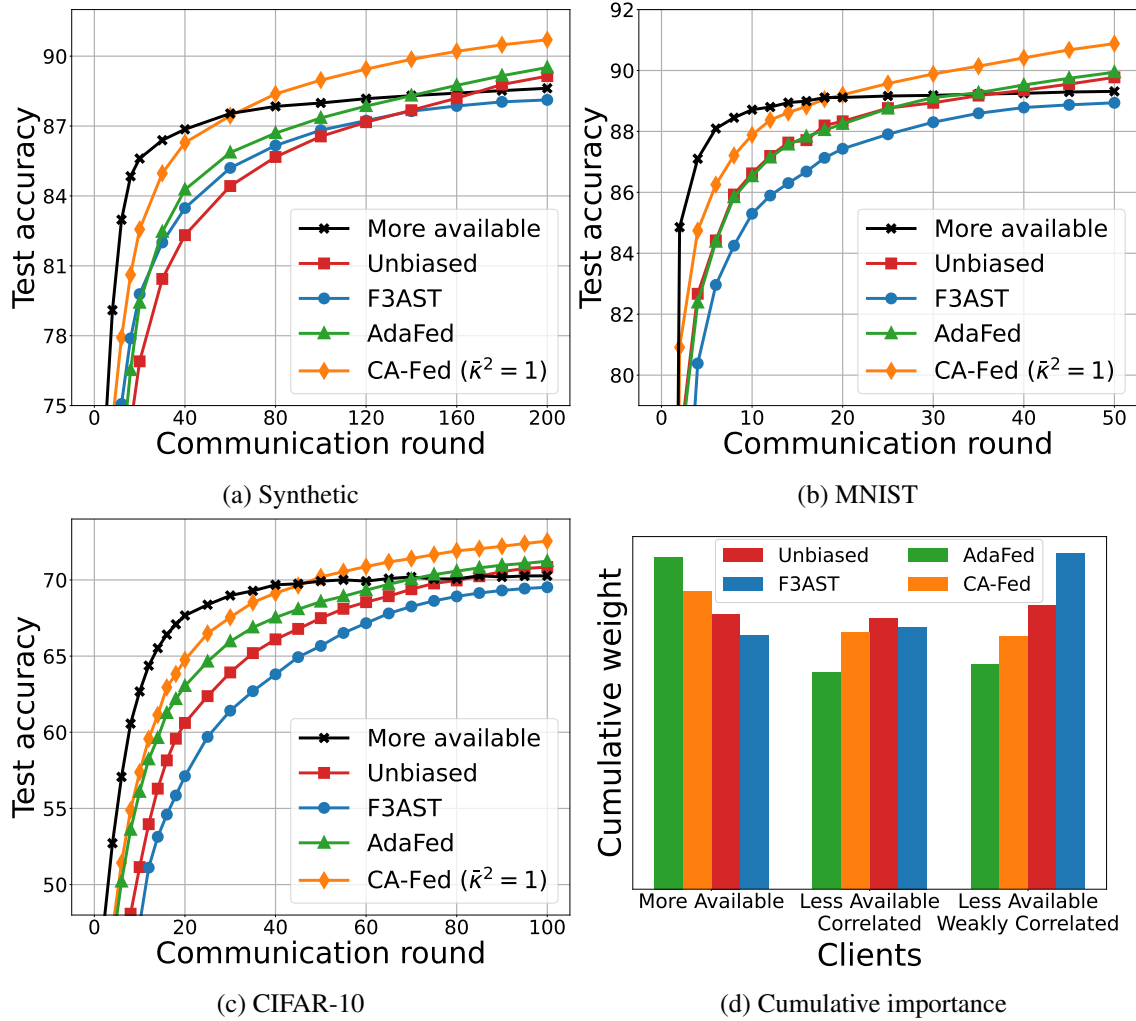 92
90
87
84
81
78
75
Test accuracy
0
40
80
120
160
200
Communication round
More available
Unbiased
F3AST
AdaFed
CA-Fed (κ̄² = 1)
(a) Synthetic
92
90
88
86
84
82
80
Test accuracy
0
10
20
30
40
50
Communication round
More available
Unbiased
F3AST
AdaFed
CA-Fed (κ̄² = 1)
(b) MNIST
70
65
60
55
50
Test accuracy
0
20
40
60
80
100
Communication round
More available
Unbiased
F3AST
AdaFed
CA-Fed (κ̄² = 1)
(c) CIFAR-10
Unbiased
F3AST
AdaFed
CA-Fed
Cumulative weight
More Available
Less Available
Correlated
Less Available
Weakly Correlated
Clients
(d) Cumulative importance